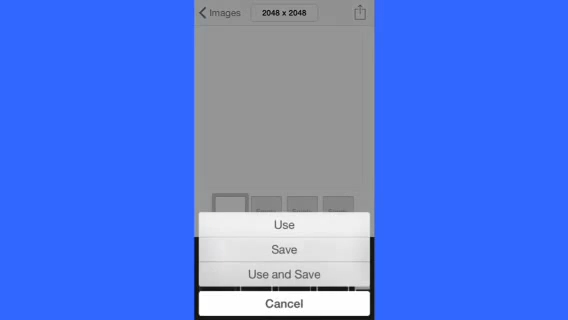 Images
2048 x 2048
Use
Save
Use and Save
Cancel